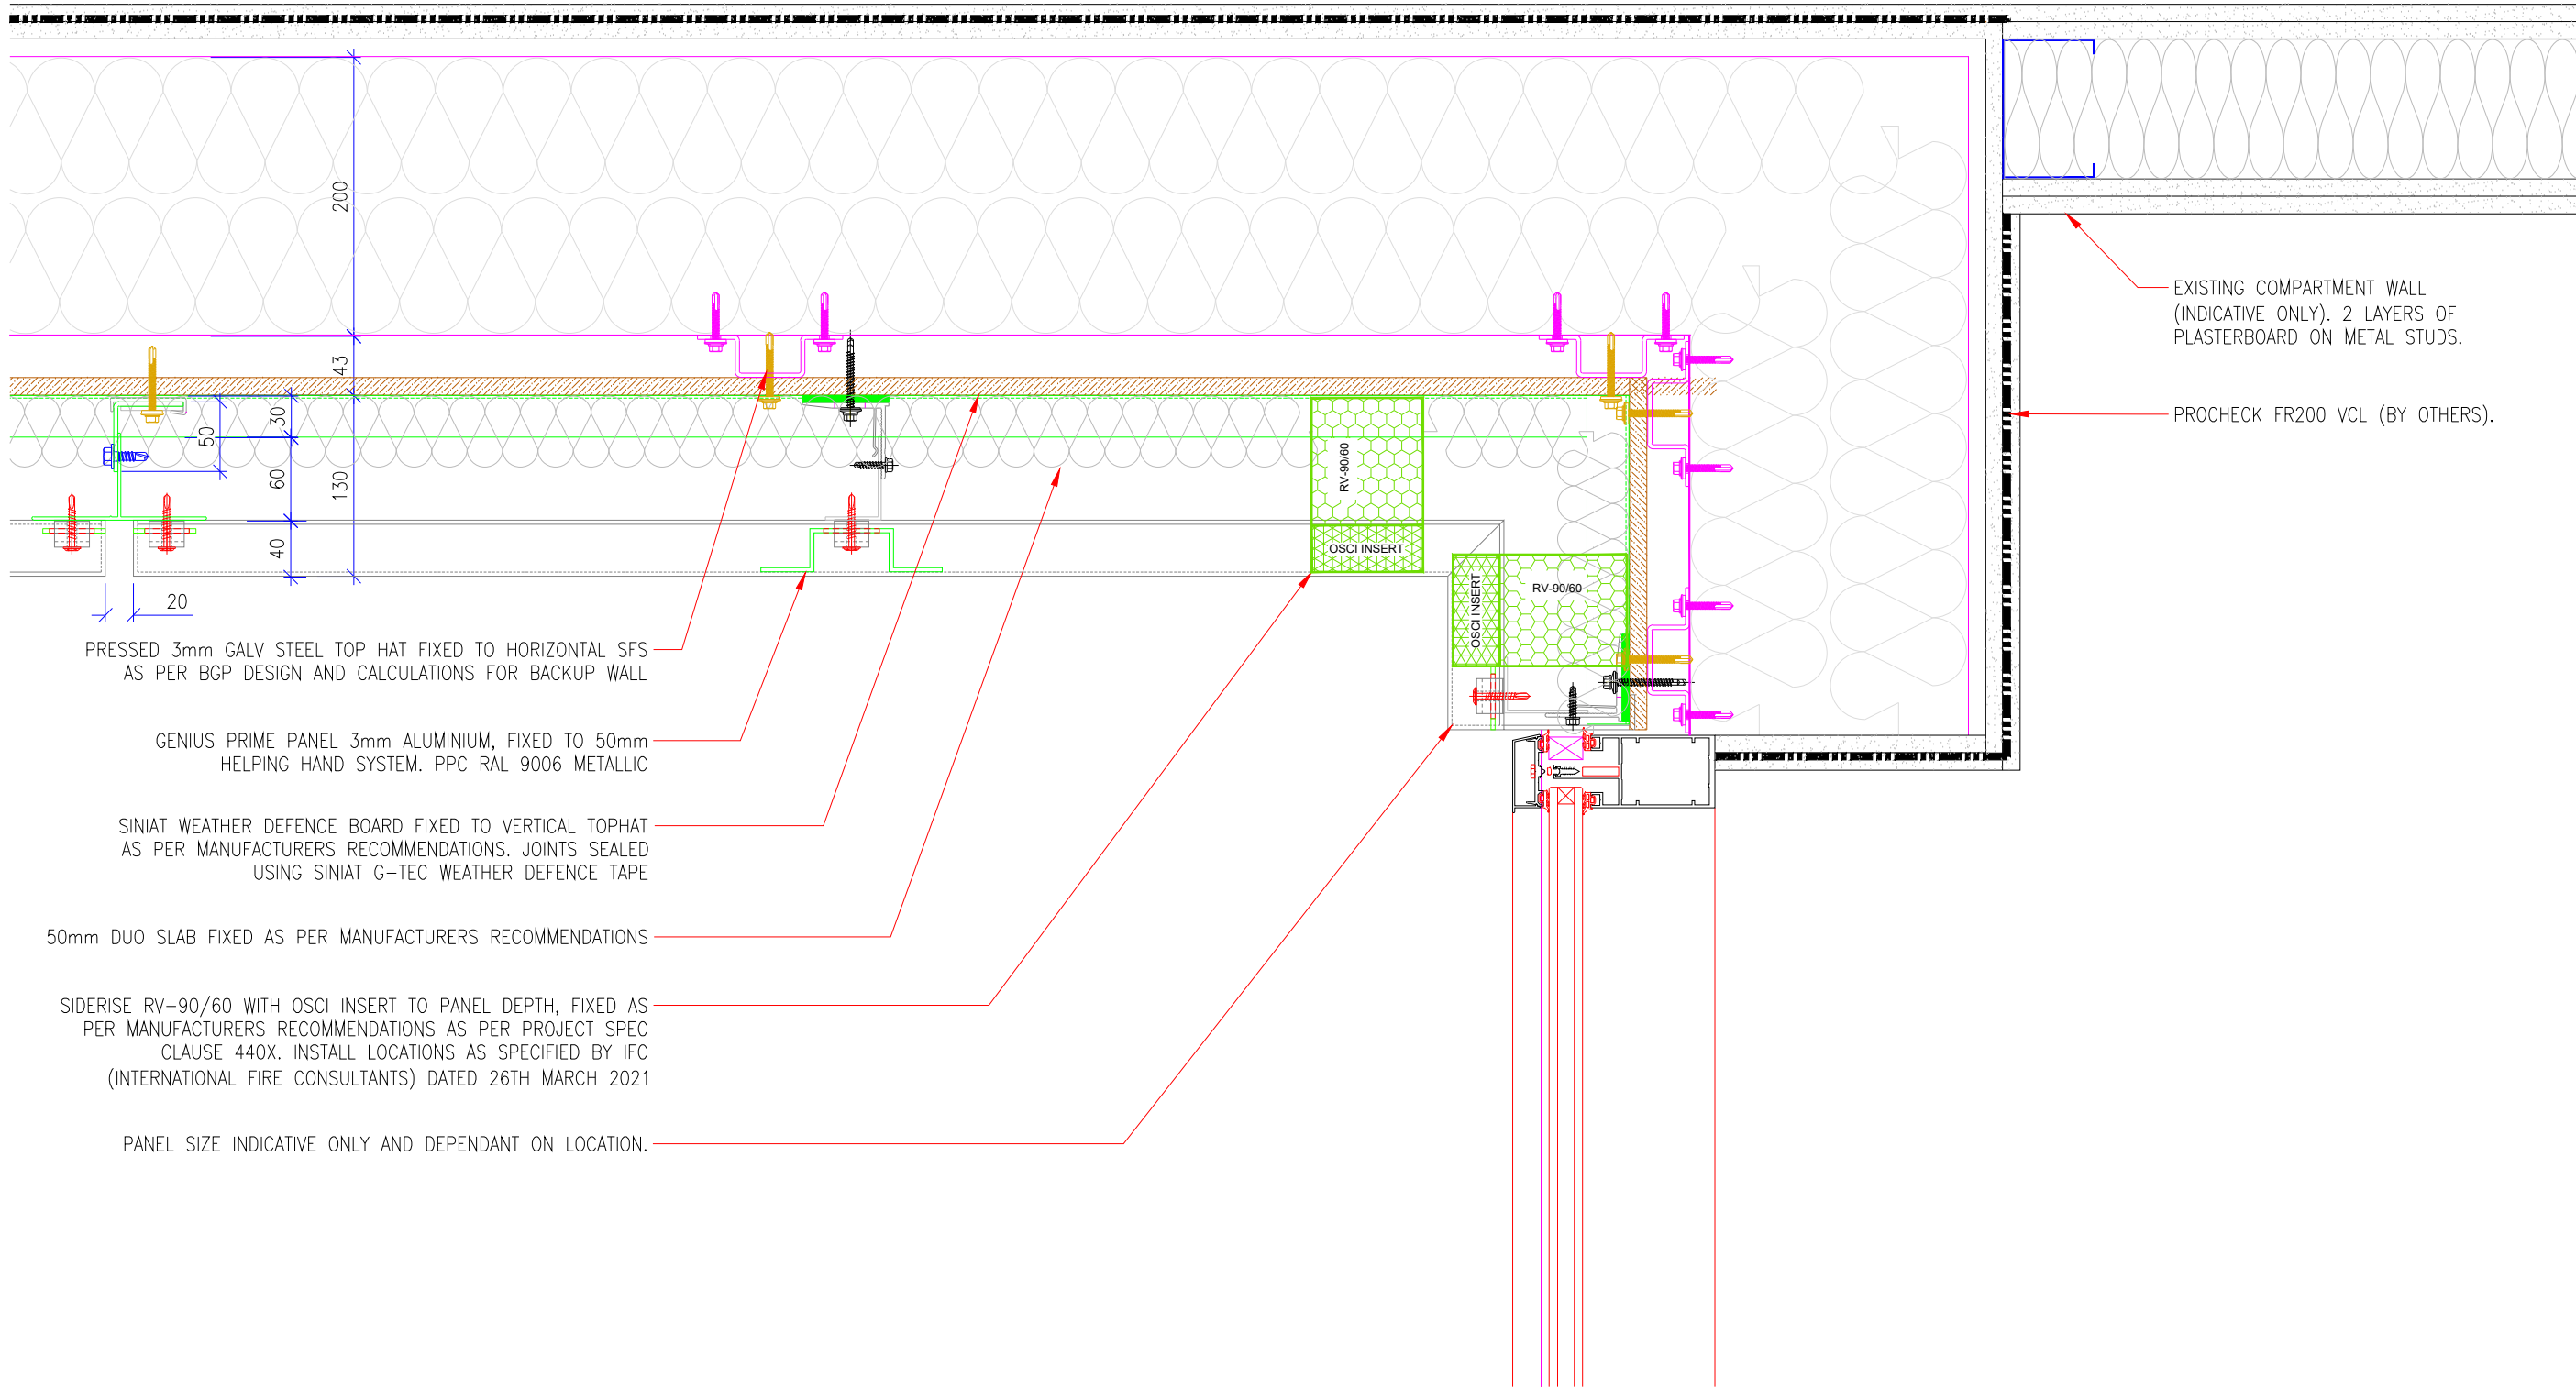 200
43
30
50
60
130
40
20
RV-90/60
OSCI INSERT
OSCI INSERT
RV-90/60
EXISTING COMPARTMENT WALL
(INDICATIVE ONLY). 2 LAYERS OF
PLASTERBOARD ON METAL STUDS.
PROCHECK FR200 VCL (BY OTHERS).
PRESSED 3mm GALV STEEL TOP HAT FIXED TO HORIZONTAL SFS
AS PER BGP DESIGN AND CALCULATIONS FOR BACKUP WALL
GENIUS PRIME PANEL 3mm ALUMINIUM, FIXED TO 50mm
HELPING HAND SYSTEM. PPC RAL 9006 METALLIC
SINIAT WEATHER DEFENCE BOARD FIXED TO VERTICAL TOPHAT
AS PER MANUFACTURERS RECOMMENDATIONS. JOINTS SEALED
USING SINIAT G-TEC WEATHER DEFENCE TAPE
50mm DUO SLAB FIXED AS PER MANUFACTURERS RECOMMENDATIONS
SIDERISE RV-90/60 WITH OSCI INSERT TO PANEL DEPTH, FIXED AS
PER MANUFACTURERS RECOMMENDATIONS AS PER PROJECT SPEC
CLAUSE 440X. INSTALL LOCATIONS AS SPECIFIED BY IFC
(INTERNATIONAL FIRE CONSULTANTS) DATED 26TH MARCH 2021
PANEL SIZE INDICATIVE ONLY AND DEPENDANT ON LOCATION.